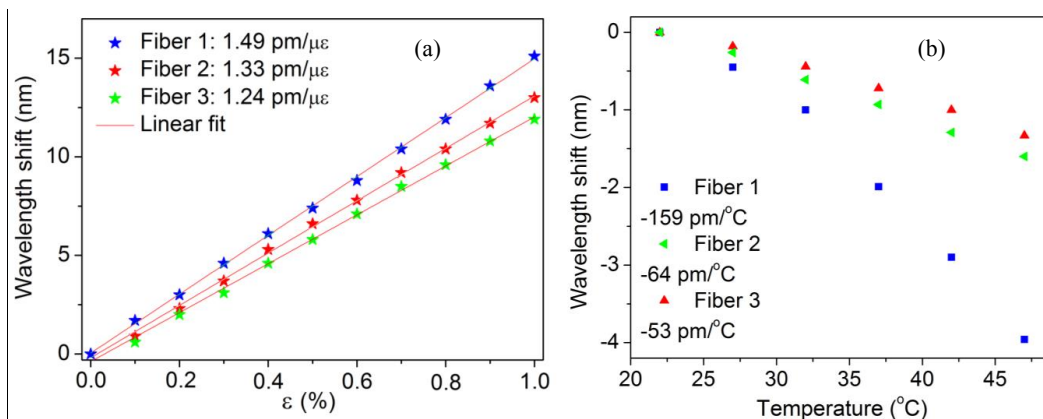 Fiber 1: 1.49 pm/με
(a)
Fiber 2: 1.33 pm/με
Fiber 3: 1.24 pm/με
Linear fit
Wavelength shift (nm)
15
10
5
0
0.0 0.2 0.4 0.6 0.8 1.0
ε (%)
(b)
Wavelength shift (nm)
0
-1
-2
-3
-4
Fiber 1
-159 pm/°C
Fiber 2
-64 pm/°C
Fiber 3
-53 pm/°C
20 25 30 35 40 45
Temperature (°C)